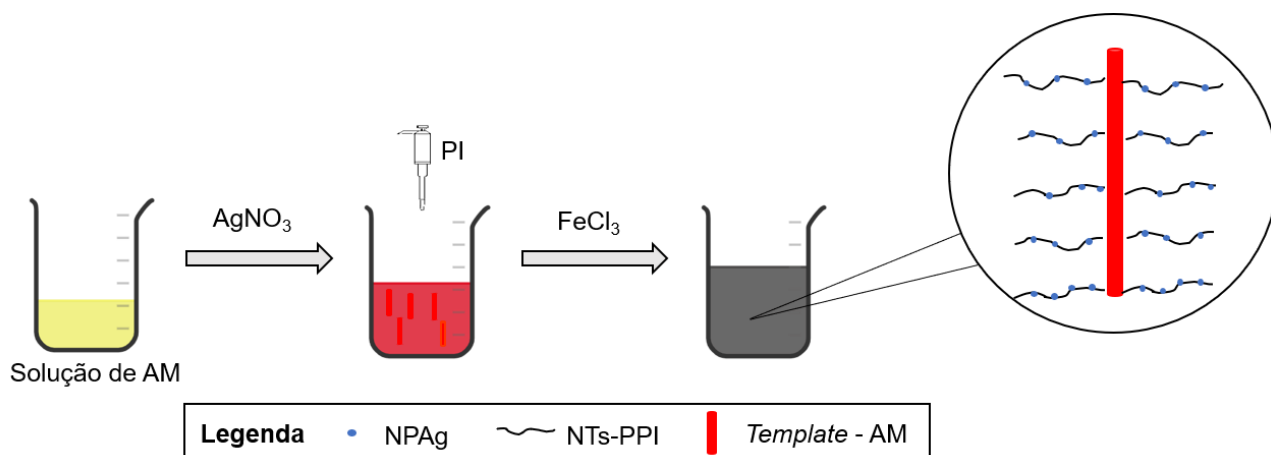 PI
AgNO₃
FeCl₃
Solução de AM
Legenda NPAg NTs-PPI Template - AM